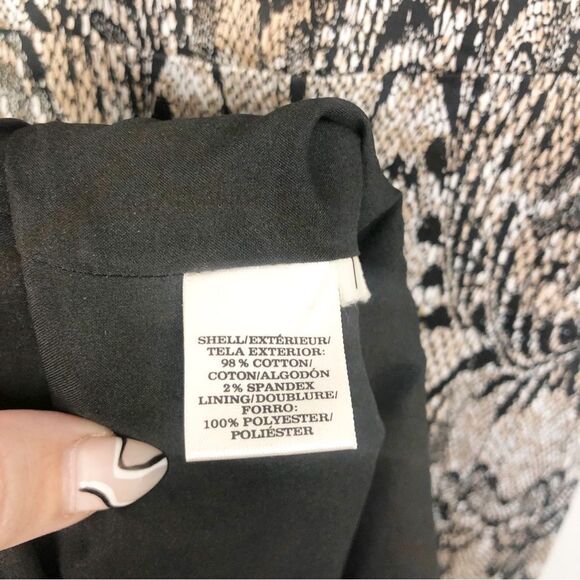 SHELL/EXTÉRIEUR/
TELA EXTERIOR:
98% COTTON/
COTON/ALGODÓN
2% SPANDEX
LINING/DOUBLURE/
FORRO:
100% POLYESTER/
POLIÉSTER